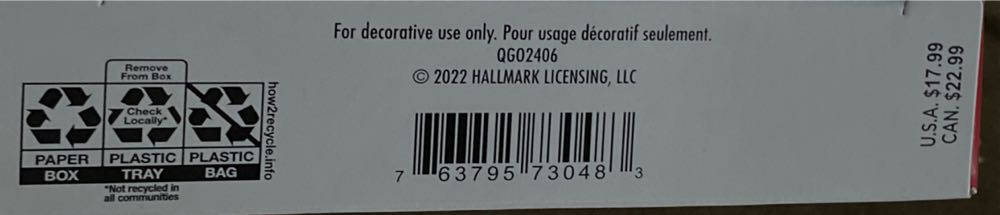 For decorative use only. Pour usage décoratif seulement.
QGO2406
© 2022 HALLMARK LICENSING, LLC
Remove
From Box
Check
Locally*
PAPER
BOX
PLASTIC
TRAY
PLASTIC
BAG
*Not recycled in
all communities
how2recycle.info
7 63795 73048 3
U.S.A. $17.99
CAN. $22.99